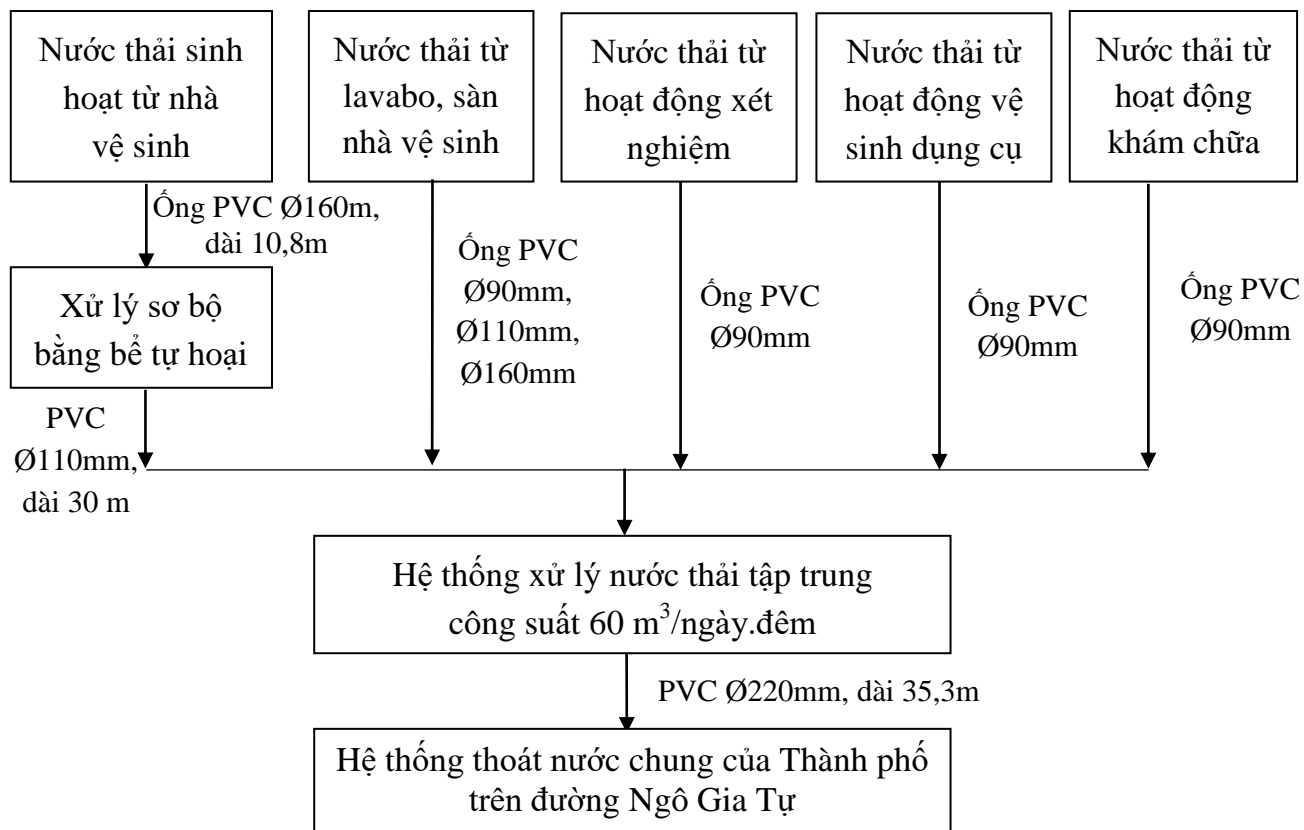 Nước thải sinh
hoạt từ nhà
vệ sinh
Nước thải từ
lavabo, sàn
nhà vệ sinh
Nước thải từ
hoạt động xét
nghiệm
Nước thải từ
hoạt động vệ
sinh dụng cụ
Nước thải từ
hoạt động
khám chữa
Ống PVC Ø160m,
dài 10,8m
Xử lý sơ bộ
bằng bể tự hoại
Ống PVC
Ø90mm,
Ø110mm,
Ø160mm
Ống PVC
Ø90mm
Ống PVC
Ø90mm
Ống PVC
Ø90mm
PVC
Ø110mm,
dài 30 m
Hệ thống xử lý nước thải tập trung
công suất 60 m³/ngày.đêm
PVC Ø220mm, dài 35,3m
Hệ thống thoát nước chung của Thành phố
trên đường Ngô Gia Tự